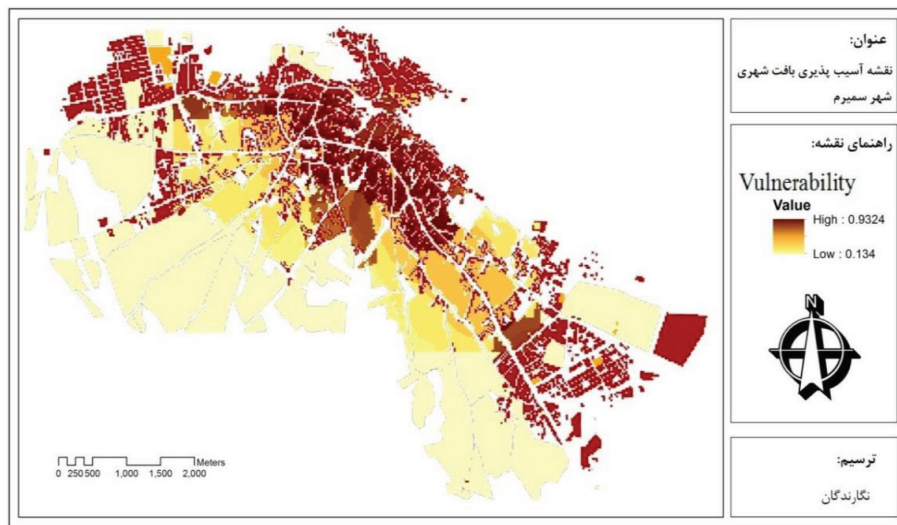 عنوان:
نقشه آسیب پذیری بافت شهری
شهر سمیرم
راهنمای نقشه:
Vulnerability
Value
High : 0.9324
Low : 0.134
N
ترسیم:
نگارندگان
Meters
0 250 500 1,000 1,500 2,000